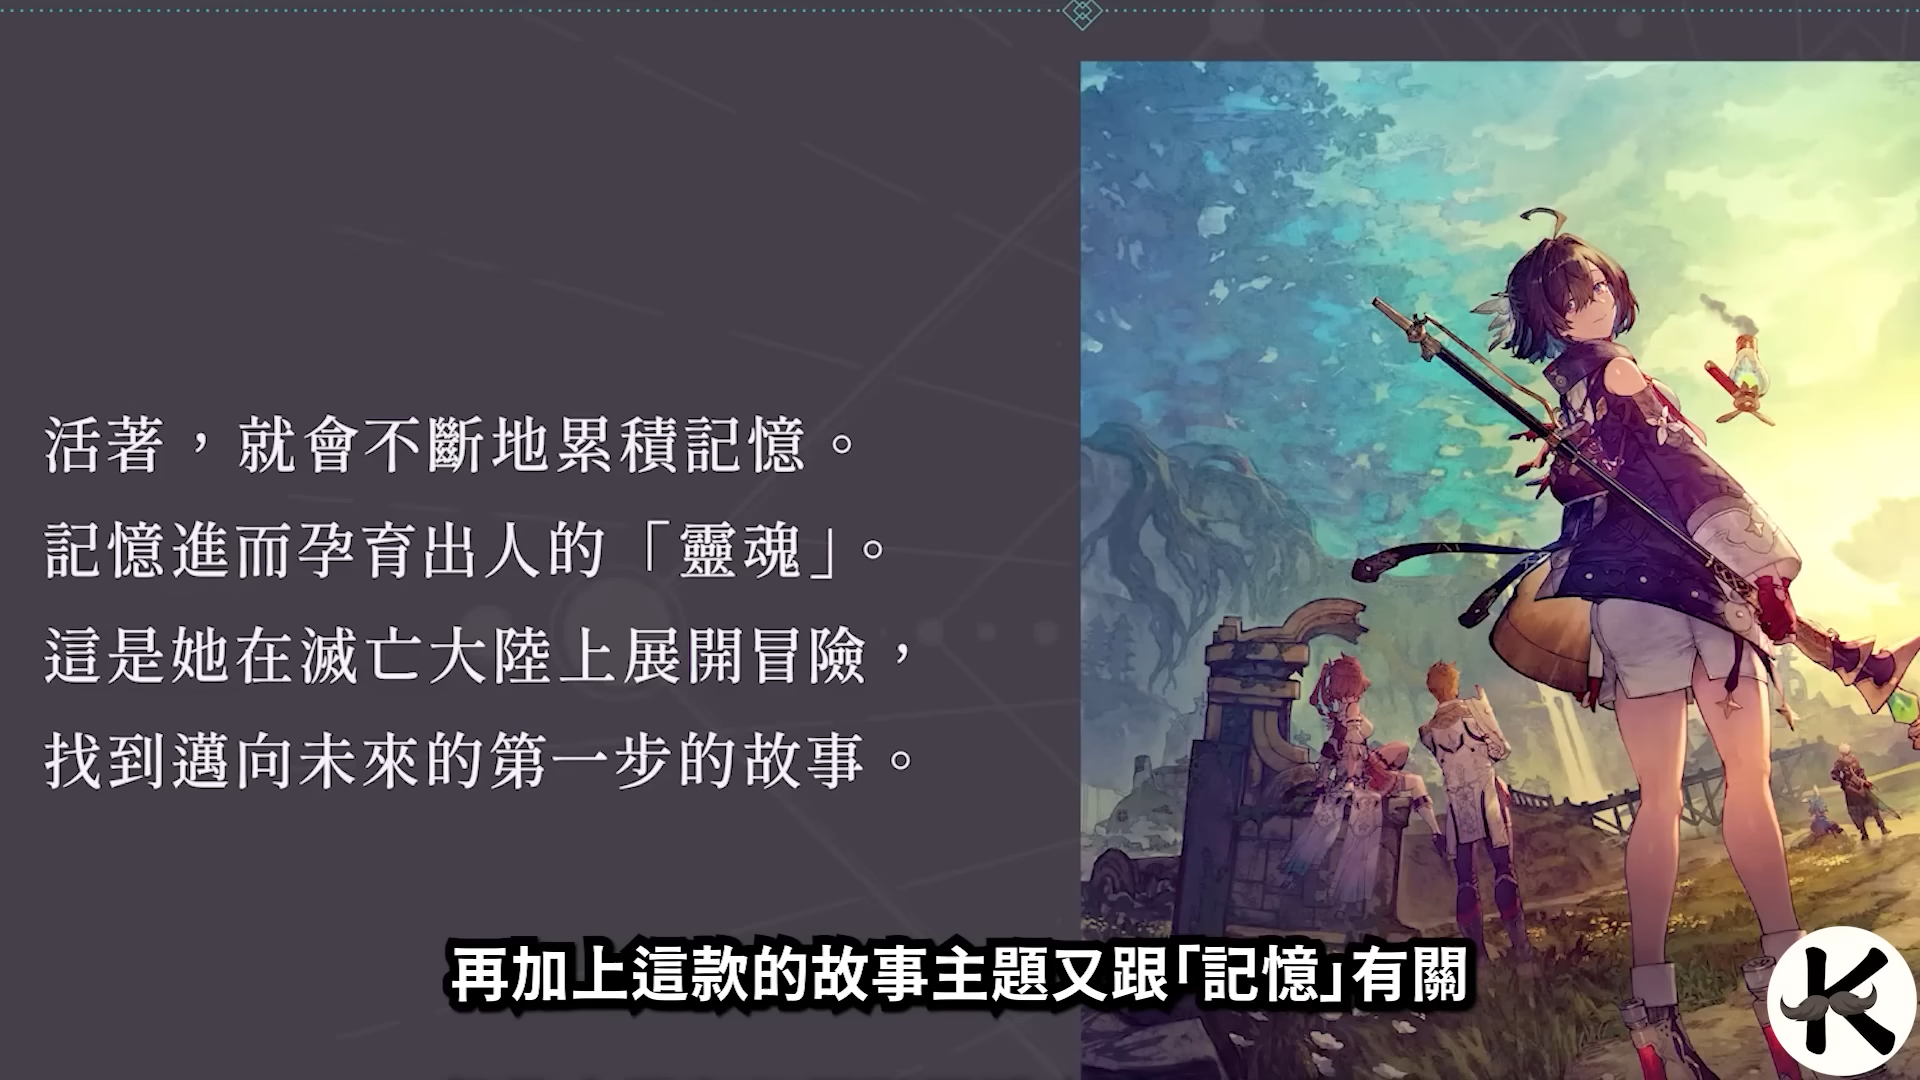 活著，就會不斷地累積記憶。
記憶進而孕育出人的「靈魂」。
這是她在滅亡大陸上展開冒險，
找到邁向未來的第一步的故事。
再加上這款的故事主題又跟「記憶」有關
K